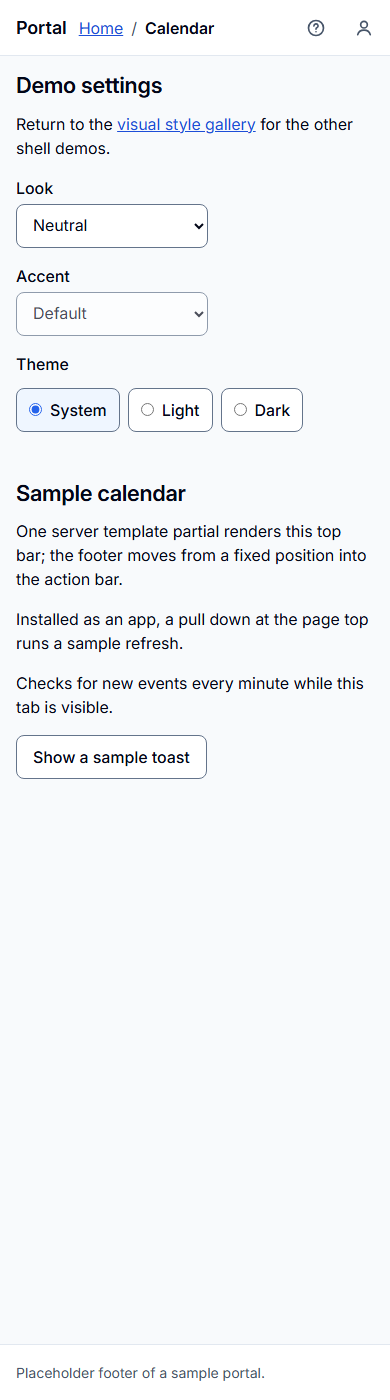 Portal Home / Calendar
Demo settings
Return to the visual style gallery for the other
shell demos.
Look
Neutral
Accent
Default
Theme
System Light Dark
Sample calendar
One server template partial renders this top
bar; the footer moves from a fixed position into
the action bar.
Installed as an app, a pull down at the page top
runs a sample refresh.
Checks for new events every minute while this
tab is visible.
Show a sample toast
Placeholder footer of a sample portal.